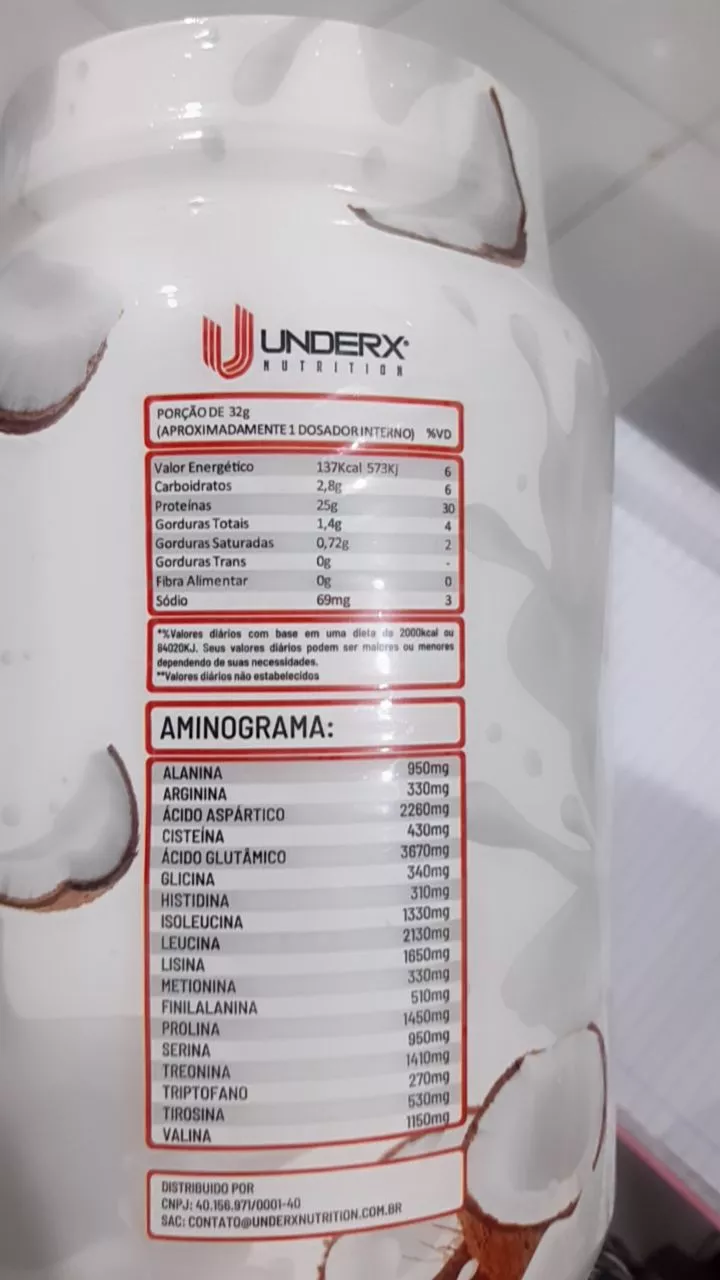 UNDERX
NUTRITION
PORÇÃO DE 32g
(APROXIMADAMENTE 1 DOSADOR INTERNO) %VD
Valor Energético 137Kcal 573Kj 6
Carboidratos 2,8g 6
Proteínas 25g 30
Gorduras Totais 1,4g 4
Gorduras Saturadas 0,72g 2
Gorduras Trans 0g -
Fibra Alimentar 0g 0
Sódio 69mg 3
*%Valores diários com base em uma dieta de 2000kcal ou
84020KJ. Seus valores diários podem ser maiores ou menores
dependendo de suas necessidades.
**Valores diários não estabelecidos
AMINOGRAMA:
ALANINA 950mg
ARGININA 330mg
ÁCIDO ASPÁRTICO 2260mg
CISTEÍNA 430mg
ÁCIDO GLUTÂMICO 3670mg
GLICINA 340mg
HISTIDINA 310mg
ISOLEUCINA 1330mg
LEUCINA 2130mg
LISINA 1650mg
METIONINA 330mg
FINILALANINA 510mg
PROLINA 1450mg
SERINA 950mg
TREONINA 1410mg
TRIPTOFANO 270mg
TIROSINA 530mg
VALINA 1150mg
DISTRIBUIDO POR
CNPJ: 40.156.971/0001-40
SAC: CONTATO@UNDERXNUTRITION.COM.BR